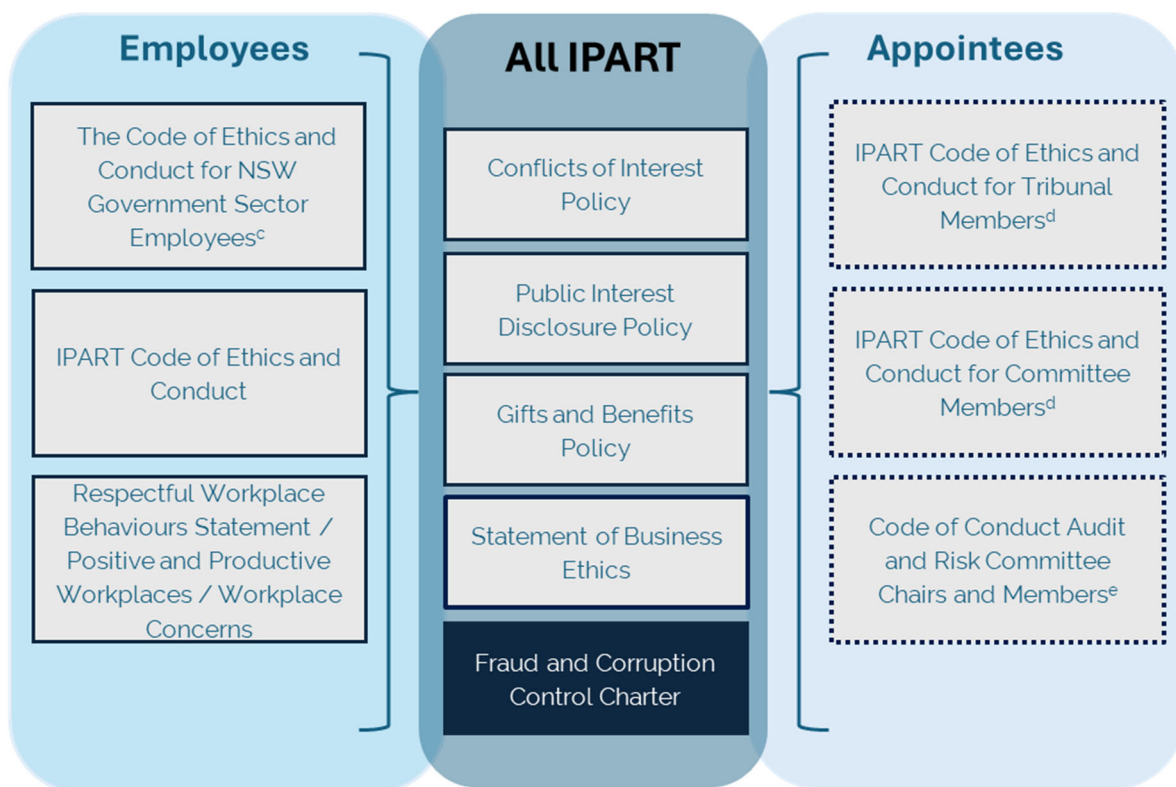 Employees
The Code of Ethics and
Conduct for NSW
Government Sector
Employeesᶜ
IPART Code of Ethics and
Conduct
Respectful Workplace
Behaviours Statement /
Positive and Productive
Workplaces / Workplace
Concerns
All IPART
Conflicts of Interest
Policy
Public Interest
Disclosure Policy
Gifts and Benefits
Policy
Statement of Business
Ethics
Fraud and Corruption
Control Charter
Appointees
IPART Code of Ethics and
Conduct for Tribunal
Membersᵈ
IPART Code of Ethics and
Conduct for Committee
Membersᵈ
Code of Conduct Audit
and Risk Committee
Chairs and Membersᵉ